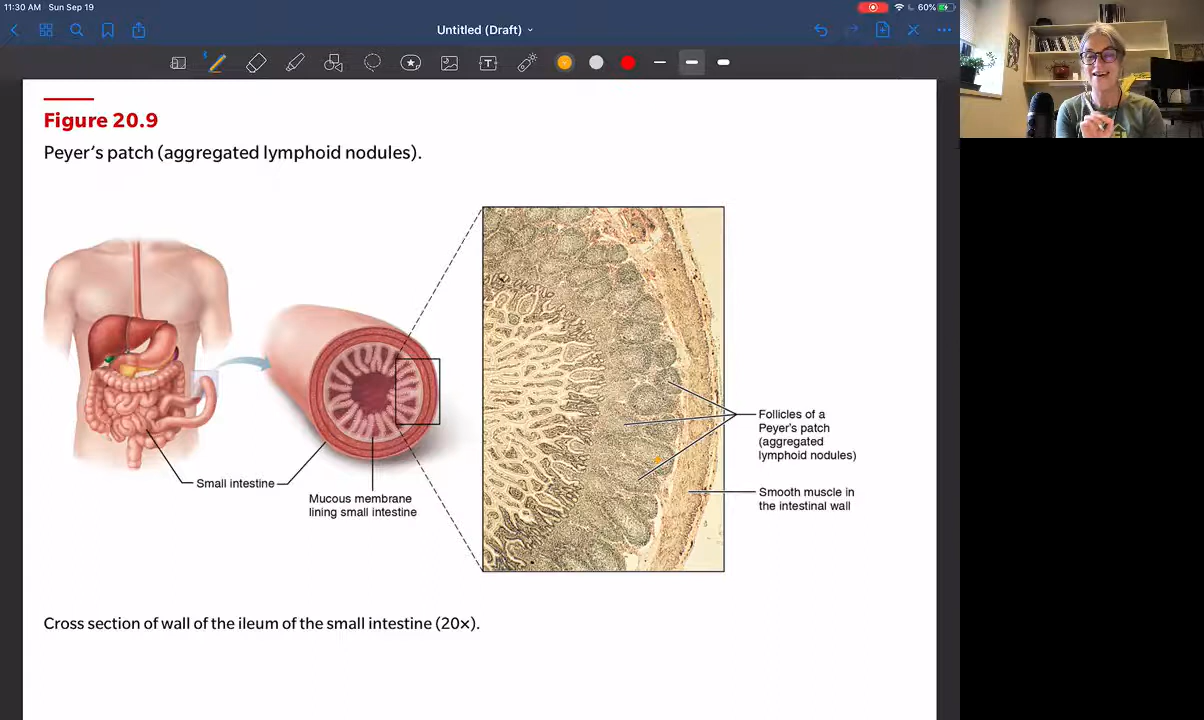 11:30 AM Sun Sep 19
60%
Untitled (Draft)
Figure 20.9
Peyer's patch (aggregated lymphoid nodules).
Follicles of a
Peyer's patch
(aggregated
lymphoid nodules)
Small intestine
Smooth muscle in
the intestinal wall
Mucous membrane
lining small intestine
Cross section of wall of the ileum of the small intestine (20×).